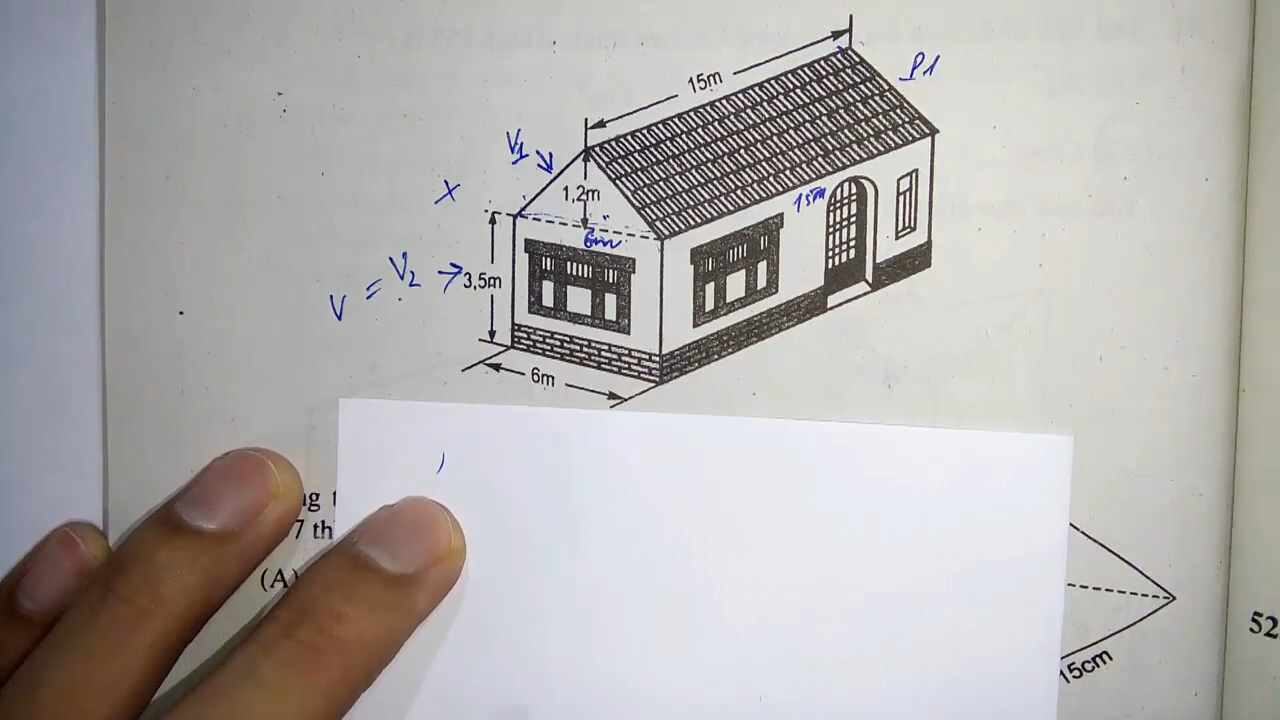 15m
P1
V1
1,2m
X
6m
15m
V = V2 → 3,5m
6m
ng t
7 th
(A)
52
15cm